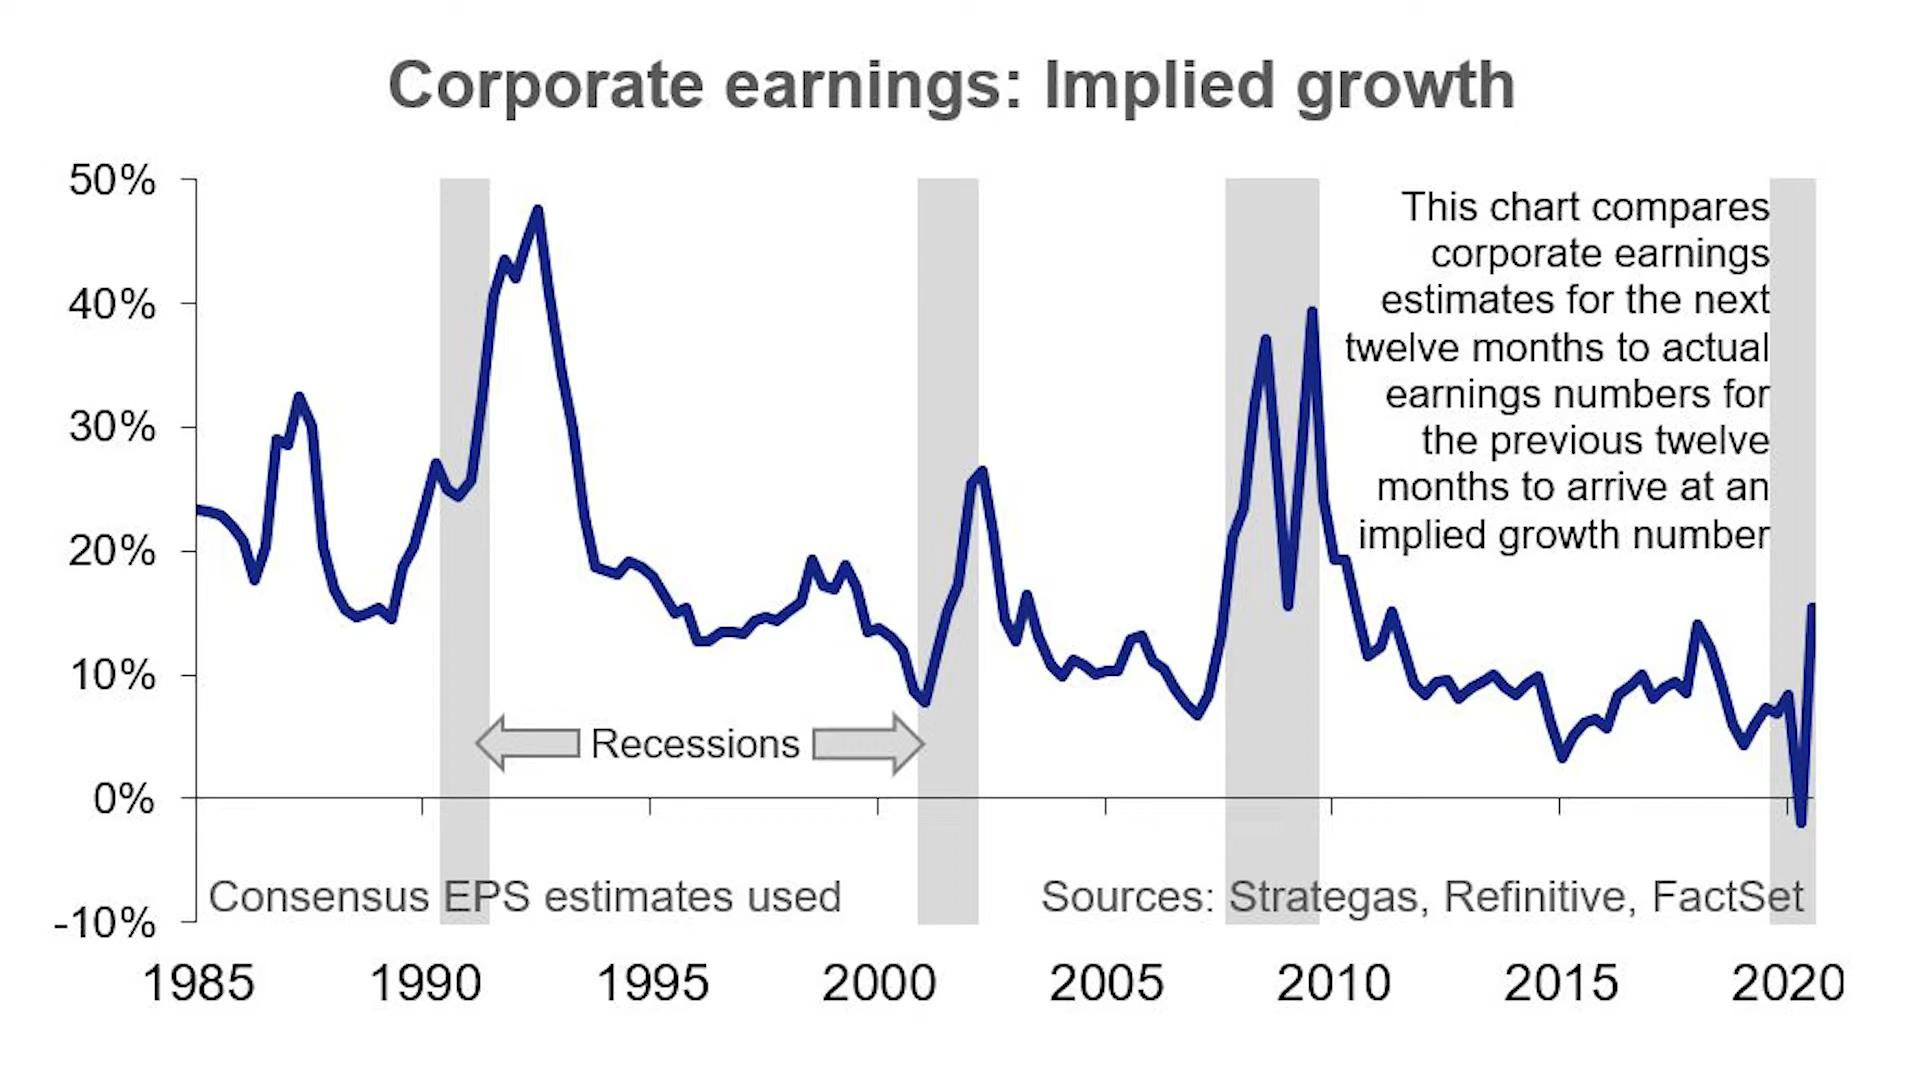 Corporate earnings: Implied growth
50%
40%
30%
20%
10%
0%
-10%
This chart compares
corporate earnings
estimates for the next
twelve months to actual
earnings numbers for
the previous twelve
months to arrive at an
implied growth number
Recessions
Consensus EPS estimates used
Sources: Strategas, Refinitive, FactSet
1985 1990 1995 2000 2005 2010 2015 2020